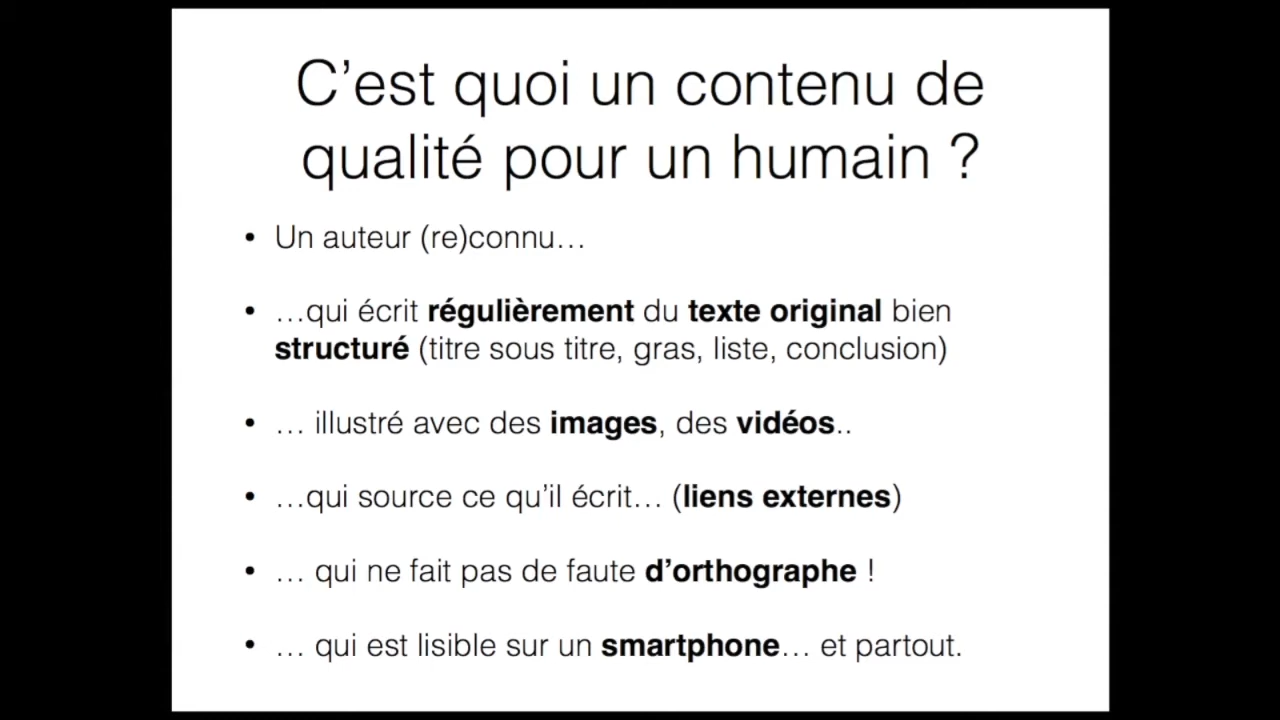 C’est quoi un contenu de
qualité pour un humain ?
• Un auteur (re)connu…
• …qui écrit régulièrement du texte original bien
structuré (titre sous titre, gras, liste, conclusion)
• … illustré avec des images, des vidéos..
• …qui source ce qu’il écrit… (liens externes)
• … qui ne fait pas de faute d’orthographe !
• … qui est lisible sur un smartphone… et partout.